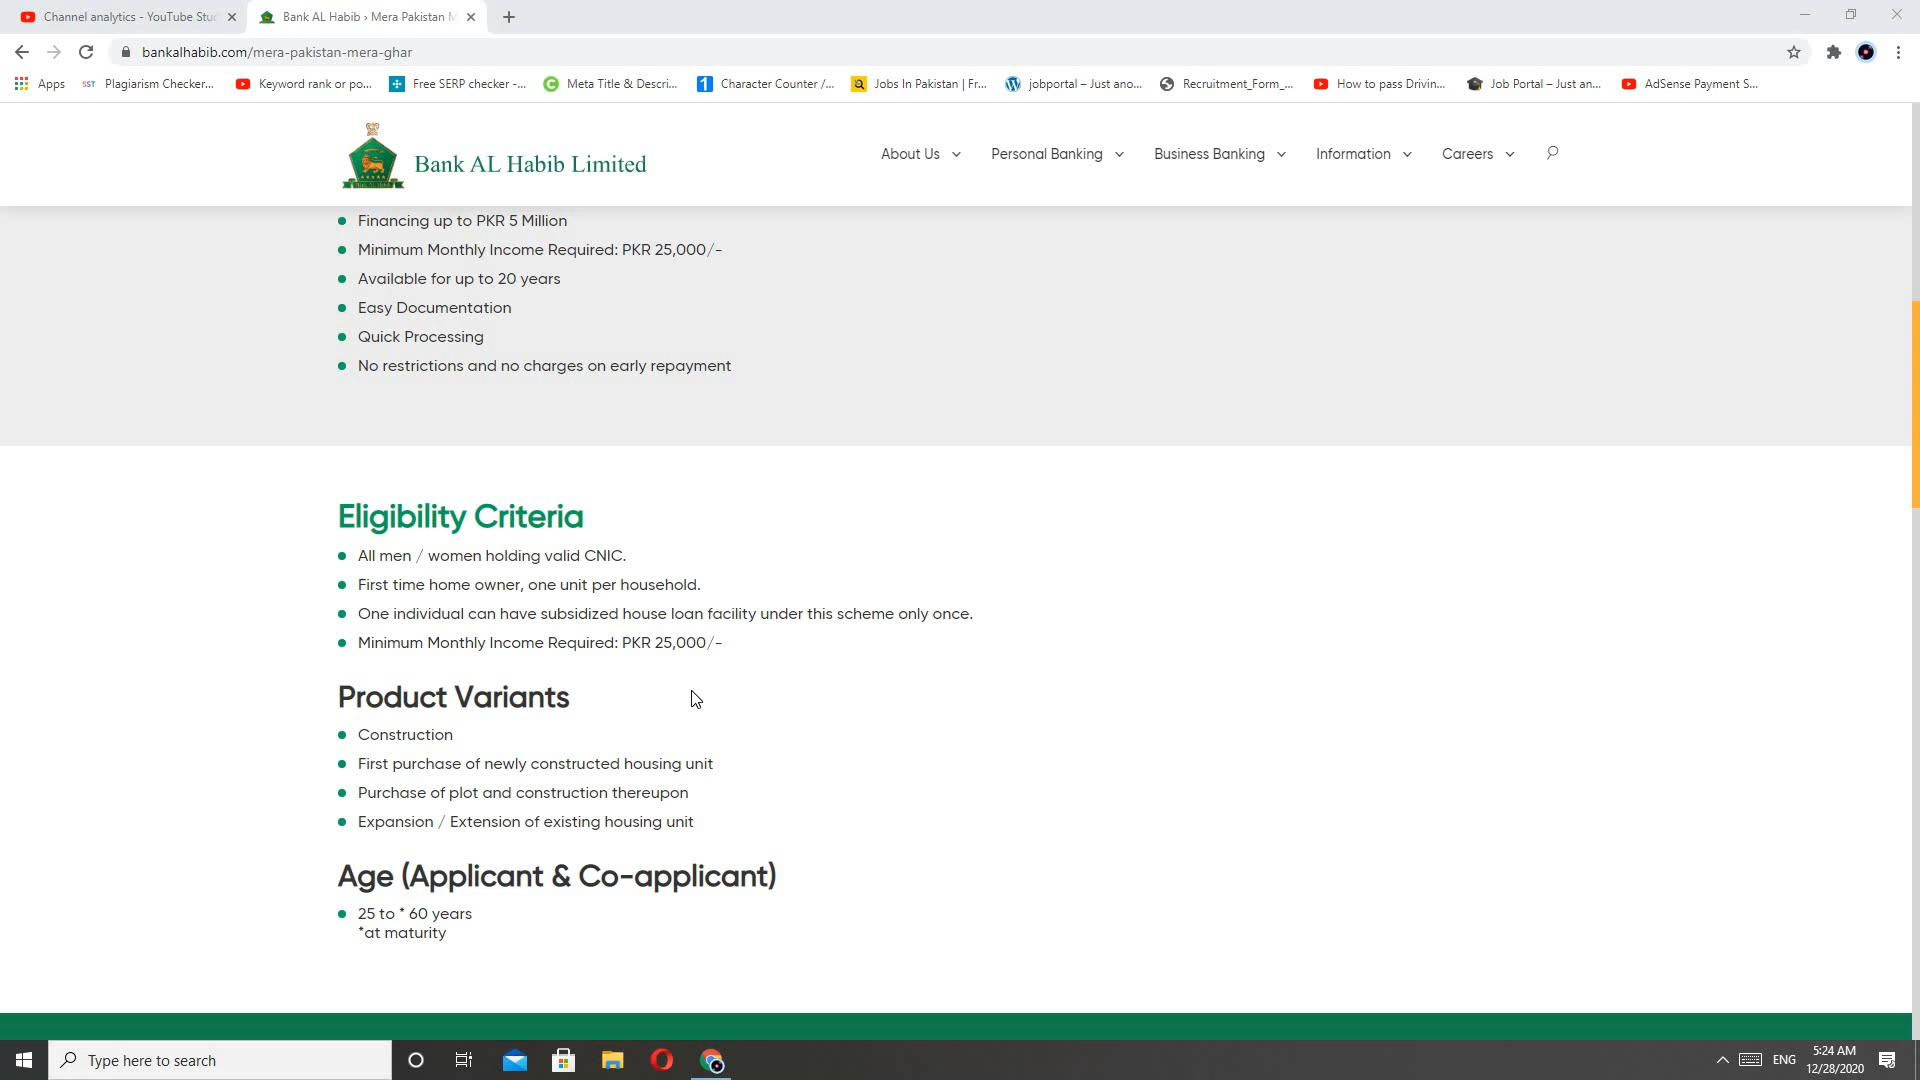 Channel analytics - YouTube Stu
Bank AL Habib › Mera Pakistan M
bankalhabib.com/mera-pakistan-mera-ghar
Apps
SST Plagiarism Checker...
Keyword rank or po...
Free SERP checker -...
Meta Title & Descri...
1 Character Counter /...
Jobs In Pakistan | Fr...
jobportal – Just ano...
Recruitment_Form_...
How to pass Drivin...
Job Portal – Just an...
AdSense Payment S...
Bank AL Habib Limited
About Us
Personal Banking
Business Banking
Information
Careers
Financing up to PKR 5 Million
Minimum Monthly Income Required: PKR 25,000/-
Available for up to 20 years
Easy Documentation
Quick Processing
No restrictions and no charges on early repayment
Eligibility Criteria
All men / women holding valid CNIC.
First time home owner, one unit per household.
One individual can have subsidized house loan facility under this scheme only once.
Minimum Monthly Income Required: PKR 25,000/-
Product Variants
Construction
First purchase of newly constructed housing unit
Purchase of plot and construction thereupon
Expansion / Extension of existing housing unit
Age (Applicant & Co-applicant)
25 to * 60 years
*at maturity
Type here to search
ENG
5:24 AM
12/28/2020